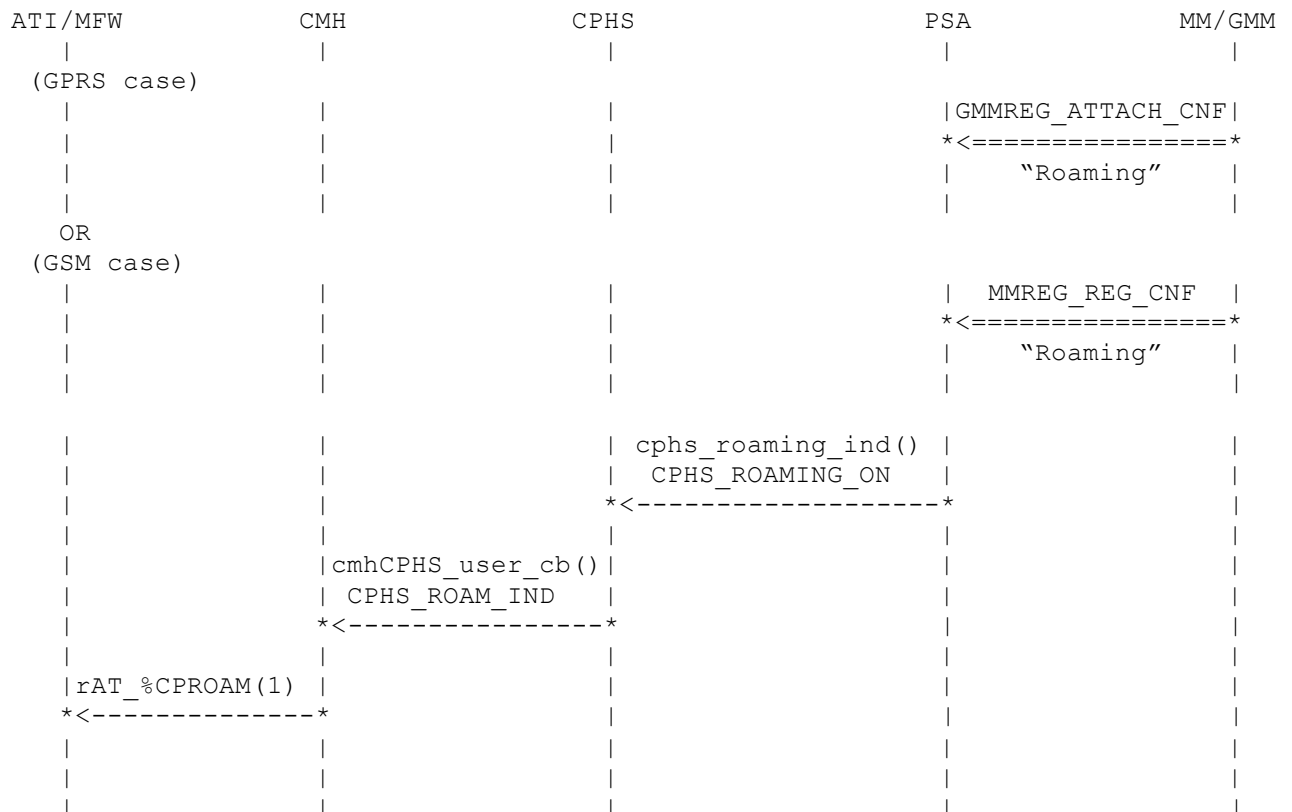 ATI/MFW CMH CPHS PSA MM/GMM
| | | | |
(GPRS case)
| | | |GMMREG_ATTACH_CNF|
| | | *<================*
| | | | “Roaming” |
| | | | |
OR
(GSM case)
| | | | MMREG_REG_CNF |
| | | *<================*
| | | | “Roaming” |
| | | | |
| | | cphs_roaming_ind() | |
| | | CPHS_ROAMING_ON | |
| | *<-------------------* |
| | | | |
| |cmhCPHS_user_cb()| | |
| | CPHS_ROAM_IND | | |
| *<----------------* | |
| | | | |
|rAT_%CPROAM(1) | | | |
*<--------------* | | |
| | | | |
| | | | |
| | | | |